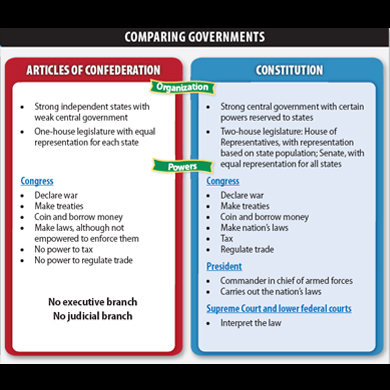 COMPARING GOVERNMENTS
ARTICLES OF CONFEDERATION
CONSTITUTION
Organization
• Strong independent states with
weak central government
• One-house legislature with equal
representation for each state
• Strong central government with certain
powers reserved to states
• Two-house legislature: House of
Representatives, with representation
based on state population; Senate, with
equal representation for all states
Powers
Congress
• Declare war
• Make treaties
• Coin and borrow money
• Make laws, although not
empowered to enforce them
• No power to tax
• No power to regulate trade
No executive branch
No judicial branch
Congress
• Declare war
• Make treaties
• Coin and borrow money
• Make nation's laws
• Tax
• Regulate trade
President
• Commander in chief of armed forces
• Carries out the nation's laws
Supreme Court and lower federal courts
• Interpret the law